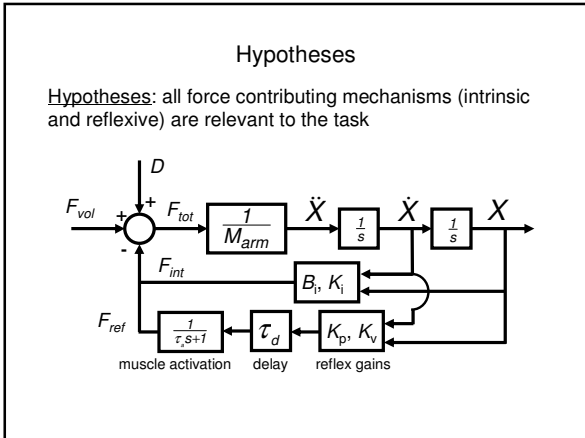 Hypotheses
Hypotheses: all force contributing mechanisms (intrinsic
and reflexive) are relevant to the task
D
F_vol + + F_tot 1/M_arm Ẍ 1/s Ẋ 1/s X
-
F_int B_i, K_i
F_ref 1/(τ_a s+1) τ_d K_p, K_v
muscle activation delay reflex gains